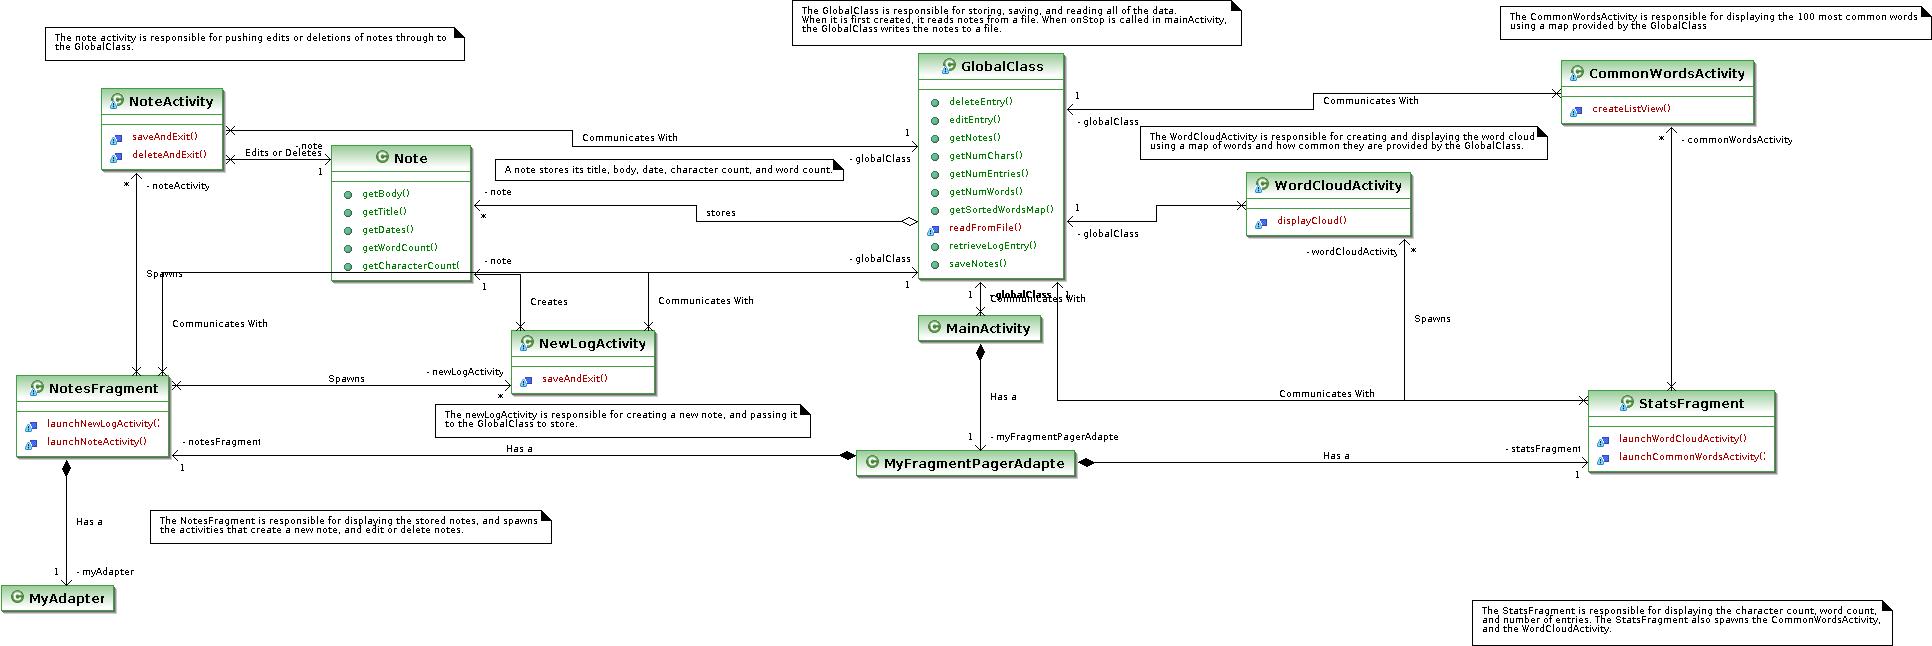 The GlobalClass is responsible for storing, saving, and reading all of the data.
When it is first created, it reads notes from a file. When onStop is called in mainActivity,
the GlobalClass writes the notes to a file.
The CommonWordsActivity is responsible for displaying the 100 most common words
using a map provided by the GlobalClass
The note activity is responsible for pushing edits or deletions of notes through to
the GlobalClass.
GlobalClass
deleteEntry()
editEntry()
getNotes()
getNumChars()
getNumEntries()
getNumWords()
getSortedWordsMap()
readFromFile()
retrieveLogEntry()
saveNotes()
CommonWordsActivity
createListView()
NoteActivity
saveAndExit()
deleteAndExit()
1
Communicates With
- globalClass
The WordCloudActivity is responsible for creating and displaying the word cloud
using a map of words and how common they are provided by the GlobalClass.
*
- commonWordsActivity
Communicates With
1
- globalClass
- note
Edits or Deletes
1
Note
getBody()
getTitle()
getDates()
getWordCount()
getCharacterCount(
A note stores its title, body, date, character count, and word count.
*
- noteActivity
- note
*
stores
WordCloudActivity
displayCloud()
1
- globalClass
- wordCloudActivity
*
- note
1
- globalClass
1
Spawns
Creates
Communicates With
Communicates With
1
- globalClass
1
Communicates With
MainActivity
Spawns
NewLogActivity
saveAndExit()
NotesFragment
launchNewLogActivity(:
launchNoteActivity()
Spawns
- newLogActivity
*
Has a
Communicates With
StatsFragment
launchWordCloudActivity()
launchCommonWordsActivity(:
The newLogActivity is responsible for creating a new note, and passing it
to the GlobalClass to store.
- notesFragment
1
Has a
1
- myFragmentPagerAdapte
MyFragmentPagerAdapte
Has a
- statsFragment
1
Has a
The NotesFragment is responsible for displaying the stored notes, and spawns
the activities that create a new note, and edit or delete notes.
1
- myAdapter
MyAdapter
The StatsFragment is responsible for displaying the character count, word count,
and number of entries. The StatsFragment also spawns the CommonWordsActivity,
and the WordCloudActivity.